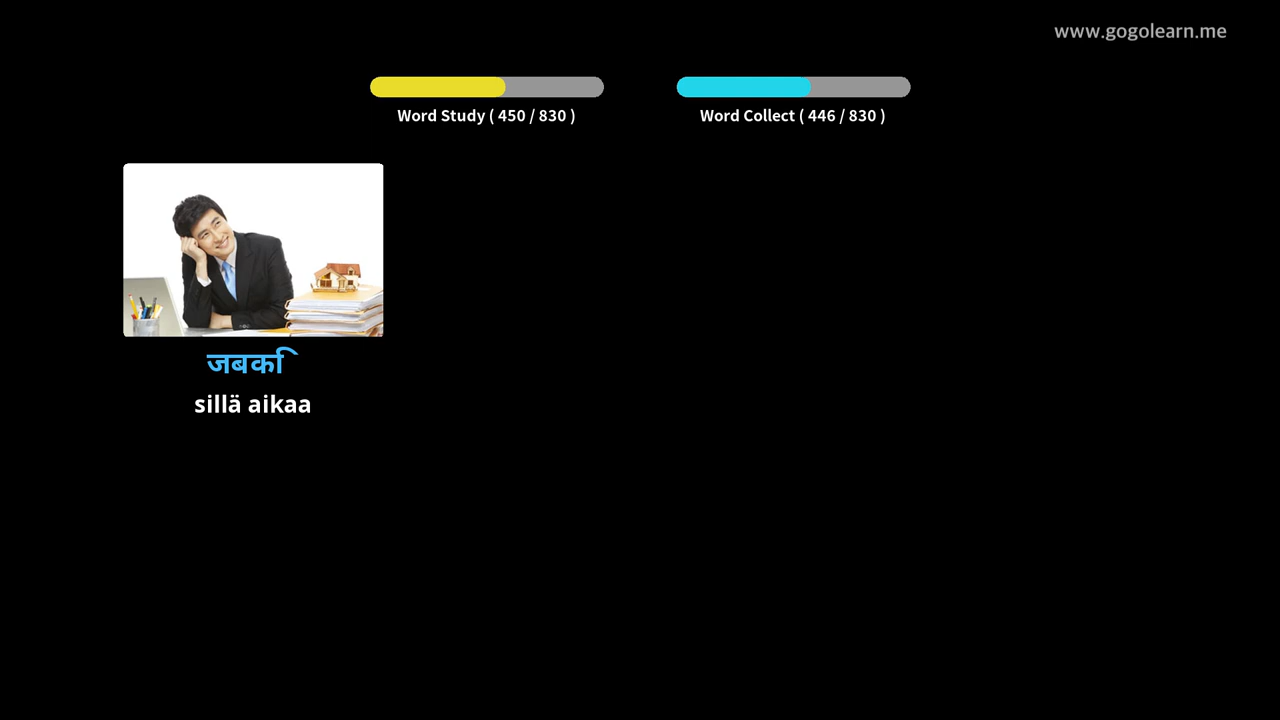 www.gogolearn.me
Word Study ( 450 / 830 )
Word Collect ( 446 / 830 )
जबकि
sillä aikaa